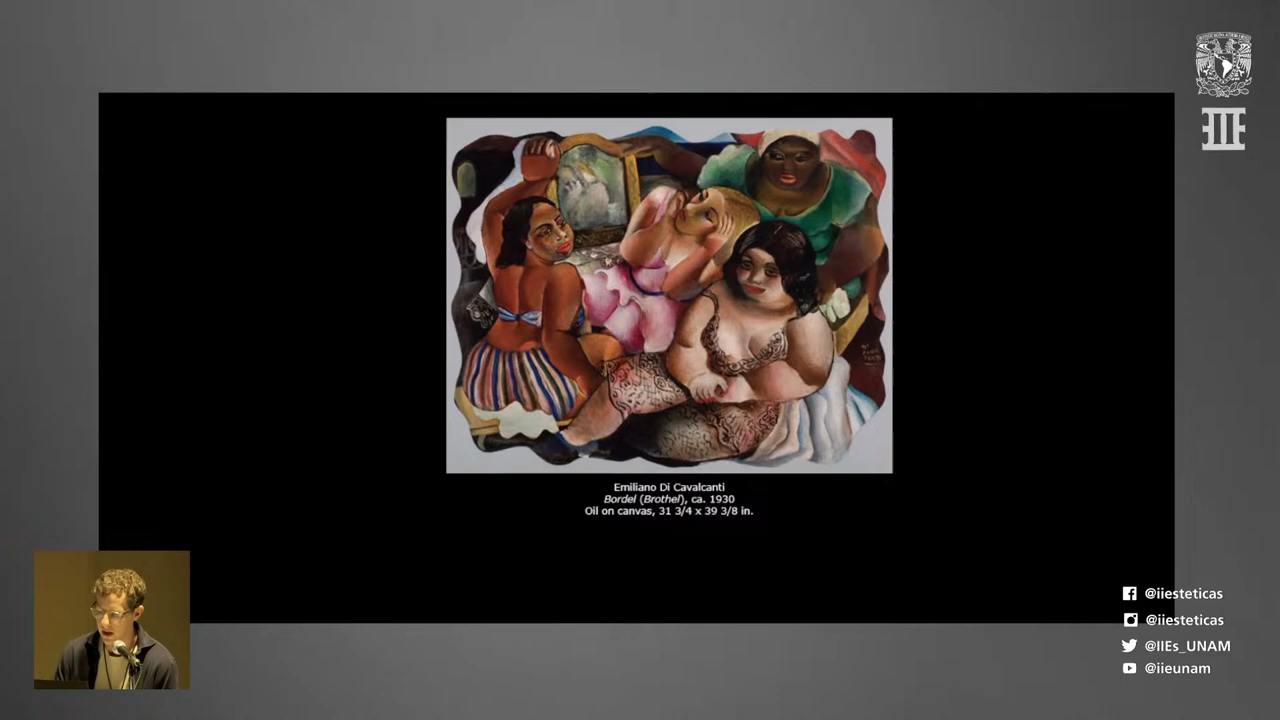 Emiliano Di Cavalcanti
Bordel (Brothel), ca. 1930
Oil on canvas, 31 3/4 x 39 3/8 in.
@iiesteticas
@iiesteticas
@IIEs_UNAM
@iieunam